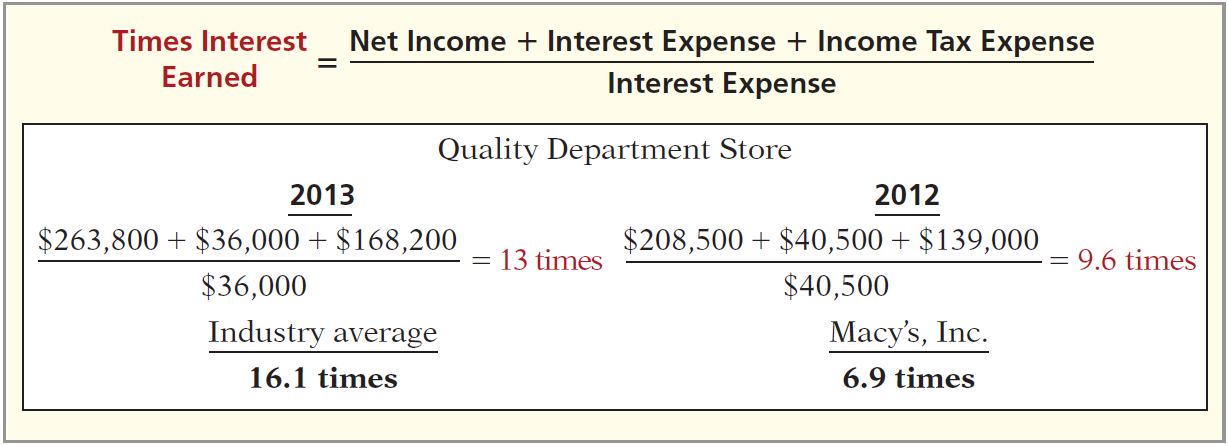 Times Interest Earned = Net Income + Interest Expense + Income Tax Expense
Interest Expense
Quality Department Store
2013
$263,800 + $36,000 + $168,200
$36,000
= 13 times
Industry average
16.1 times
2012
$208,500 + $40,500 + $139,000
$40,500
= 9.6 times
Macy’s, Inc.
6.9 times